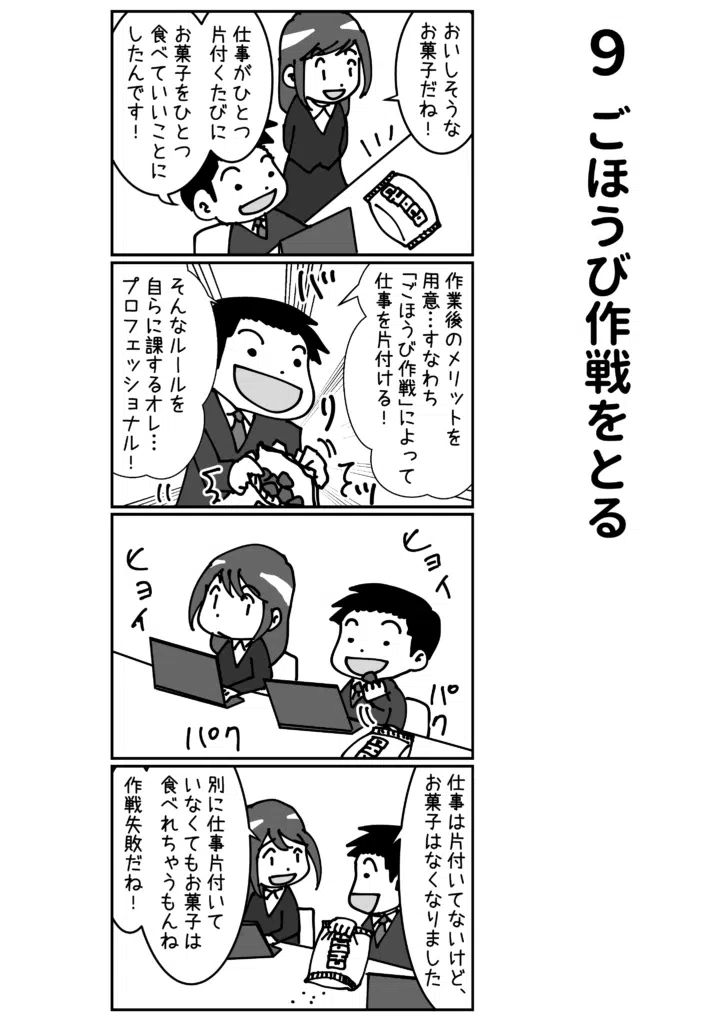 9 ごほうび作戦をとる
おいしそうな
お菓子だね！
仕事がひとつ
片付くたびに
お菓子をひとつ
食べていいことに
したんです！
CHOCO
作業後のメリットを
用意…すなわち
「ごほうび作戦」によって
仕事を片付ける！
そんなルールを
自らに課するオレ…
プロフェッショナル！
バリ
ヒョイ
ヒョイ
パク
パク
仕事は片付いてないけど、
お菓子はなくなりました
別に仕事片付いて
いなくてもお菓子は
食べれちゃうもんね
作戦失敗だね！